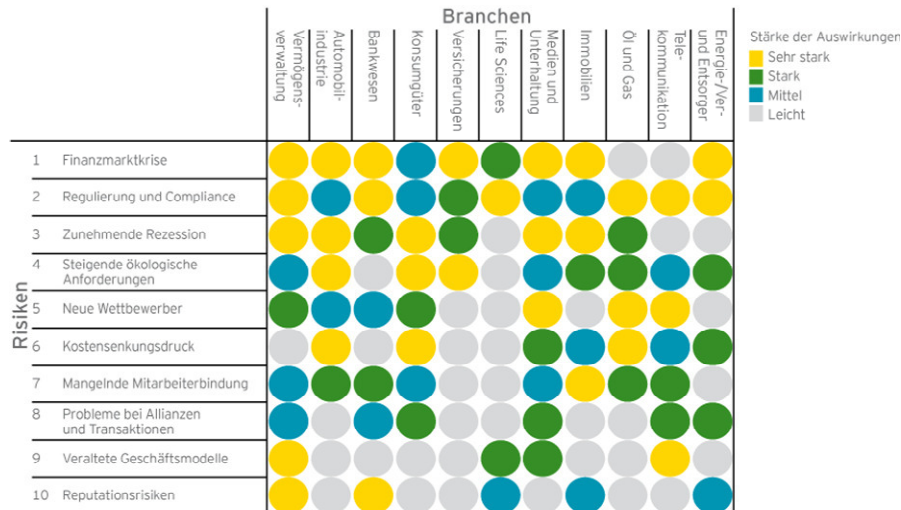 Branchen
Vermögens-
verwaltung
Automobil-
industrie
Bankwesen
Konsumgüter
Versicherungen
Life Sciences
Medien und
Unterhaltung
Immobilien
Öl und Gas
Tele-
kommunikation
Energie-/Ver-
und Entsorger
Stärke der Auswirkungen
Sehr stark
Stark
Mittel
Leicht
Risiken
1 Finanzmarktkrise
2 Regulierung und Compliance
3 Zunehmende Rezession
4 Steigende ökologische
Anforderungen
5 Neue Wettbewerber
6 Kostensenkungsdruck
7 Mangelnde Mitarbeiterbindung
8 Probleme bei Allianzen
und Transaktionen
9 Veraltete Geschäftsmodelle
10 Reputationsrisiken